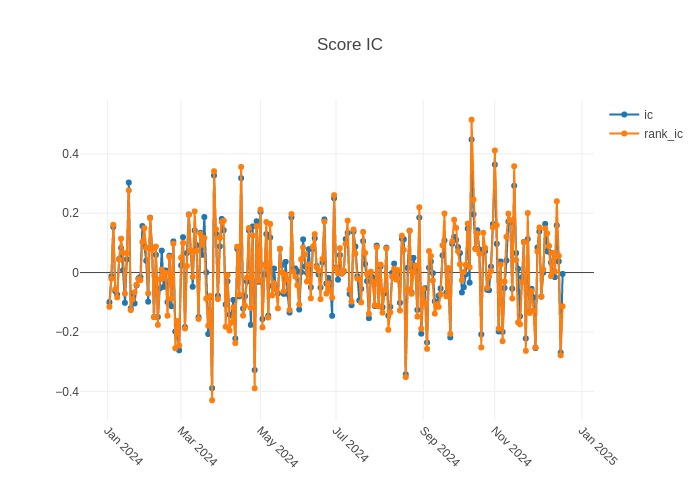 Score IC
ic
rank_ic
0.4
0.2
0
−0.2
−0.4
Jan 2024
Mar 2024
May 2024
Jul 2024
Sep 2024
Nov 2024
Jan 2025